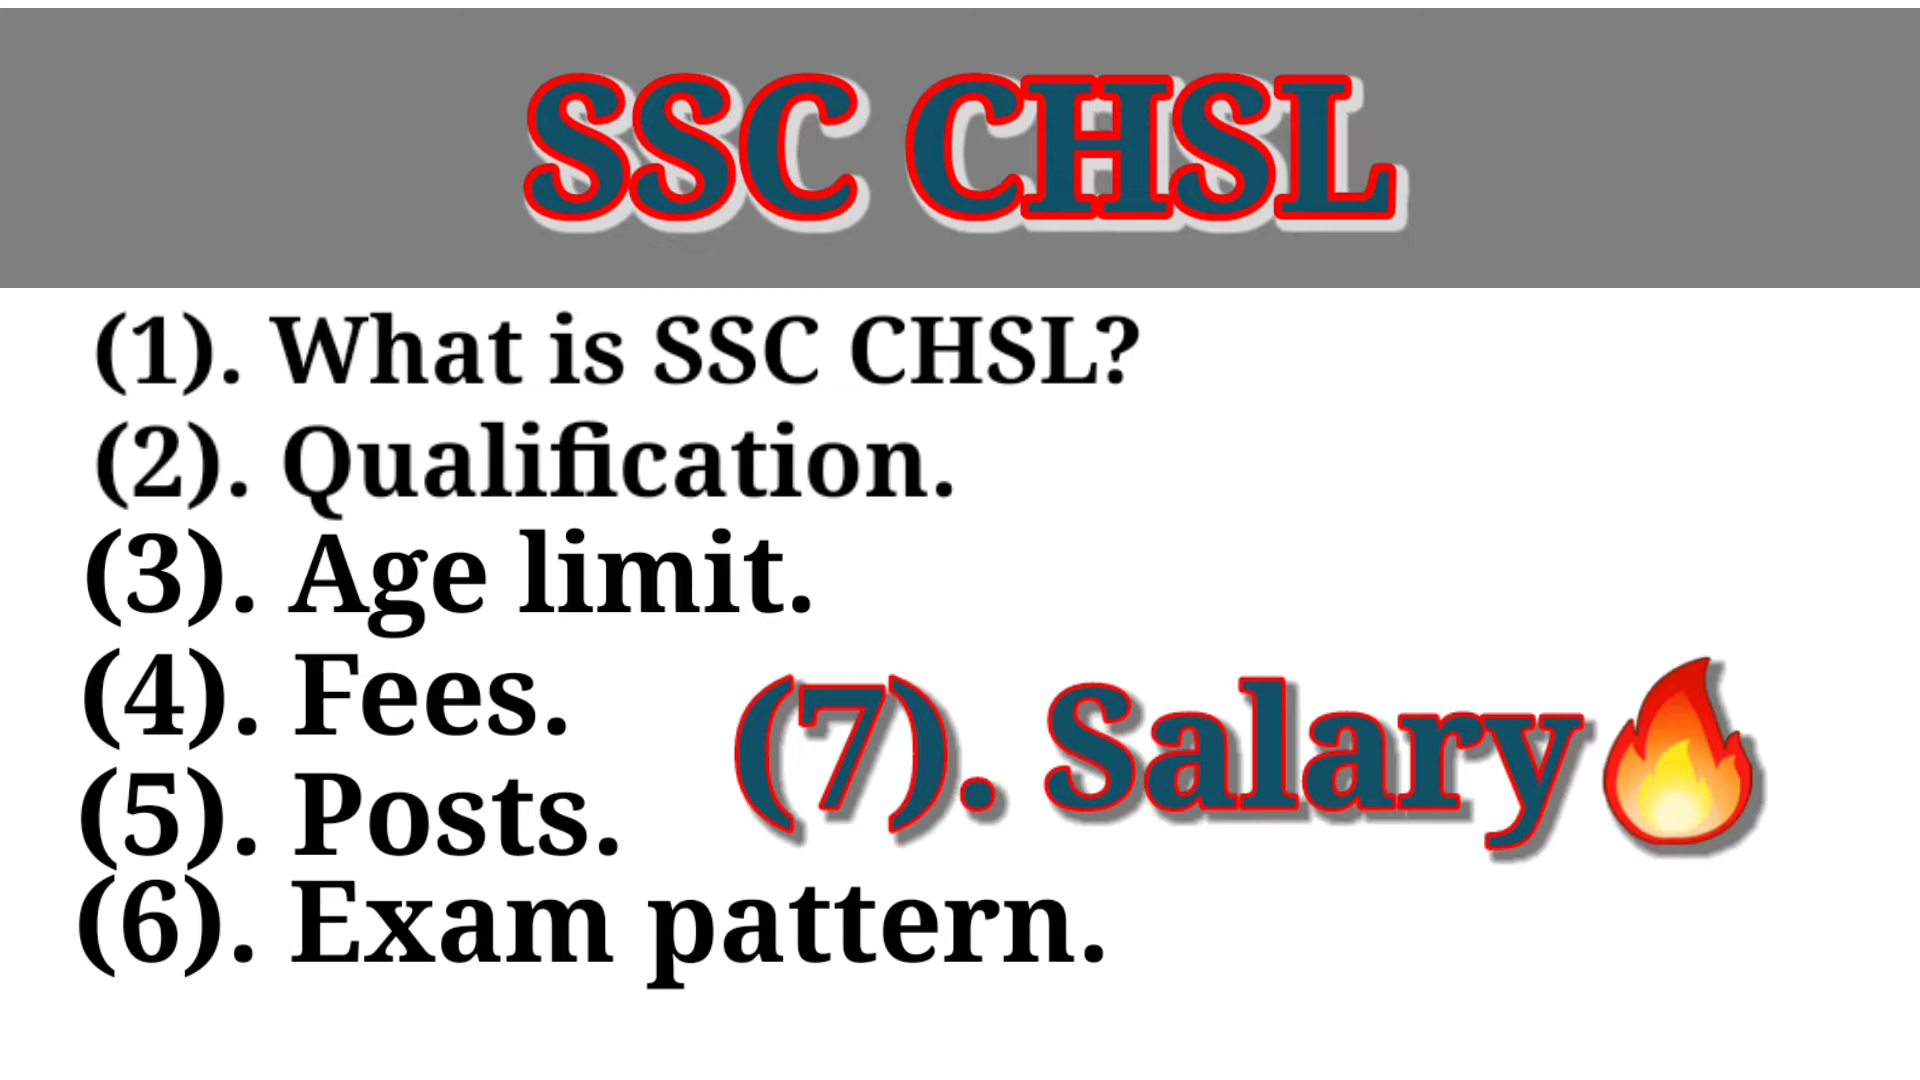 SSC CHSL
(1). What is SSC CHSL?
(2). Qualification.
(3). Age limit.
(4). Fees.
(5). Posts.
(6). Exam pattern.
(7). Salary🔥